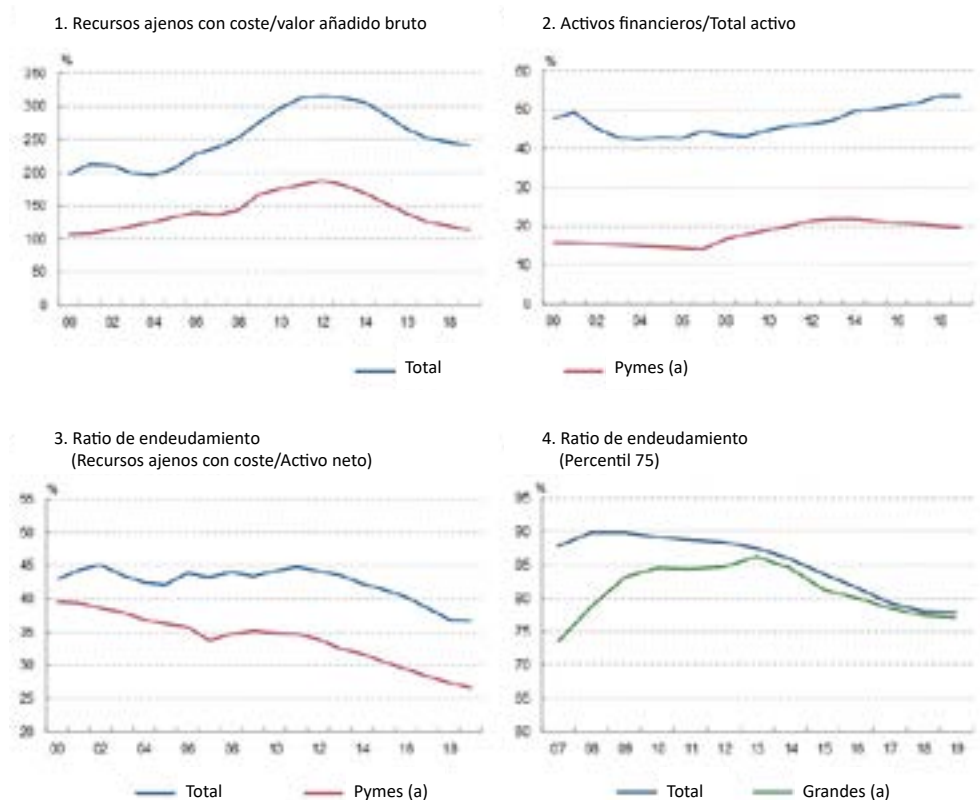 1. Recursos ajenos con coste/valor añadido bruto
%
350
300
250
200
150
100
50
0
00 02 04 06 08 10 12 14 16 18
2. Activos financieros/Total activo
%
60
50
40
30
20
10
0
00 02 04 06 08 10 12 14 16 18
Total
Pymes (a)
3. Ratio de endeudamiento
(Recursos ajenos con coste/Activo neto)
%
55
50
45
40
35
30
25
20
00 02 04 06 08 10 12 14 16 18
Total
Pymes (a)
4. Ratio de endeudamiento
(Percentil 75)
%
95
90
85
80
75
70
65
60
07 08 09 10 11 12 13 14 15 16 17 18 19
Total
Grandes (a)